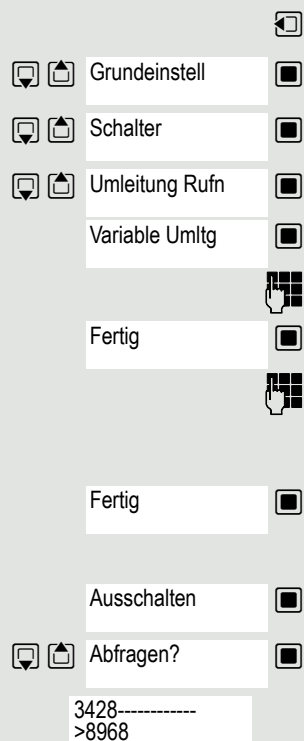 Grundeinstell
Schalter
Umleitung Rufn
Variable Umltg
Fertig
Fertig
Ausschalten
Abfragen?
3428------------
>8968